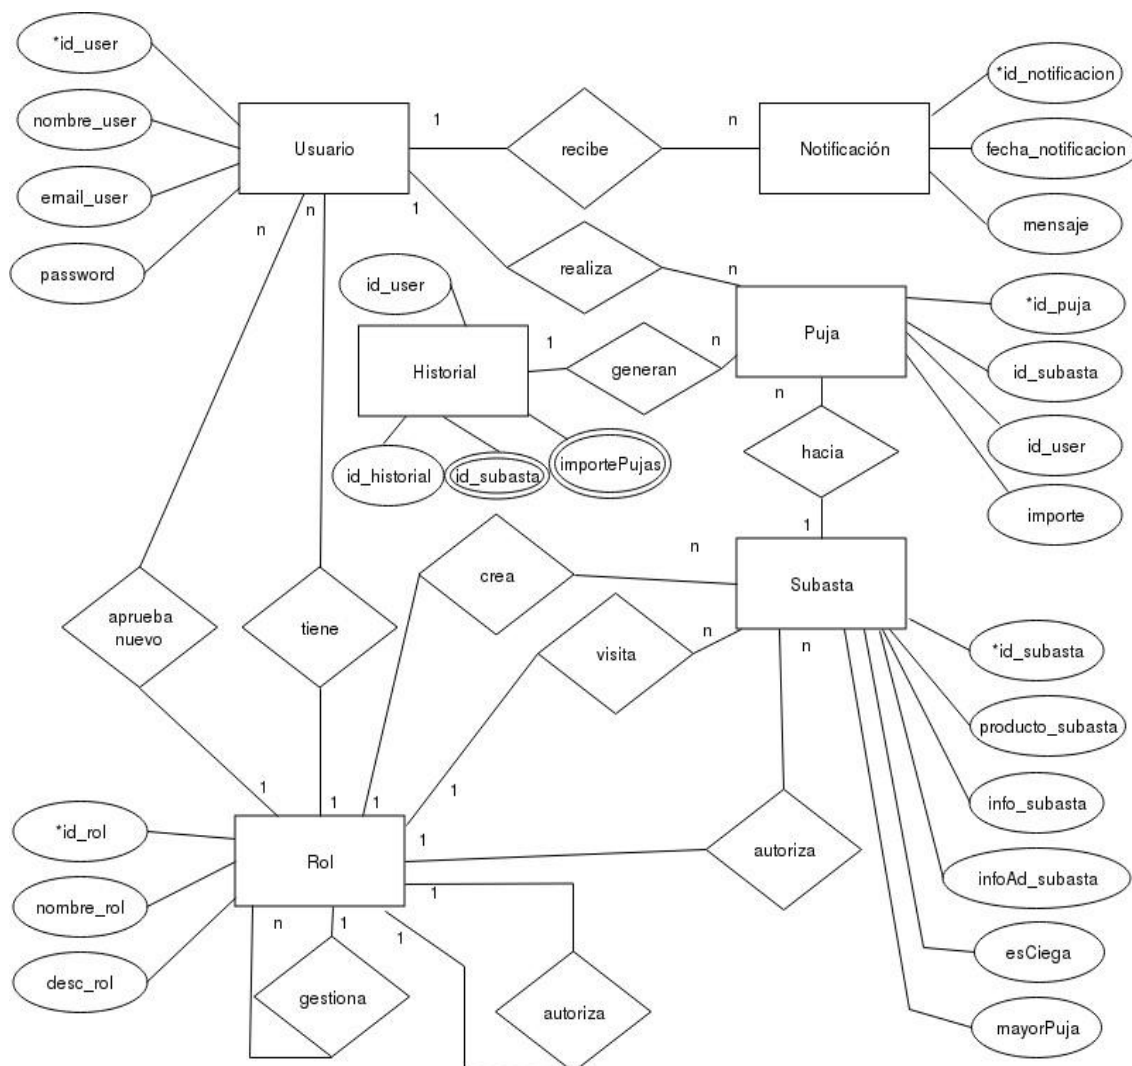 *id_user
nombre_user
email_user
password
Usuario
1
recibe
n
Notificación
*id_notificacion
fecha_notificacion
mensaje
n
n
1
realiza
n
id_user
Historial
1
generan
n
Puja
*id_puja
id_subasta
id_user
importe
id_historial
id_subasta
importePujas
n
hacia
1
crea
n
Subasta
aprueba
nuevo
tiene
visita
n
n
*id_subasta
producto_subasta
info_subasta
infoAd_subasta
esCiega
mayorPuja
1
1
1
1
1
autoriza
*id_rol
nombre_rol
desc_rol
Rol
n
1
1
1
gestiona
autoriza